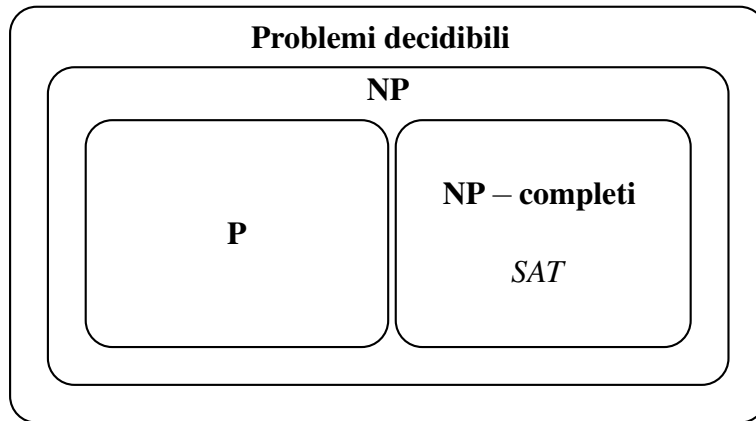 Problemi decidibili
NP
P
NP – completi
SAT